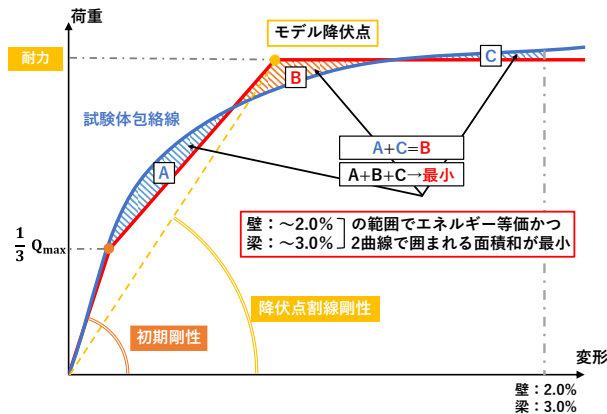 荷重
モデル降伏点
耐力
B
C
試験体包絡線
A+C=B
A
A+B+C→最小
壁：～2.0%
の範囲でエネルギー等価かつ
梁：～3.0%
2曲線で囲まれる面積和が最小
1/3 Qmax
降伏点割線剛性
初期剛性
変形
壁：2.0%
梁：3.0%